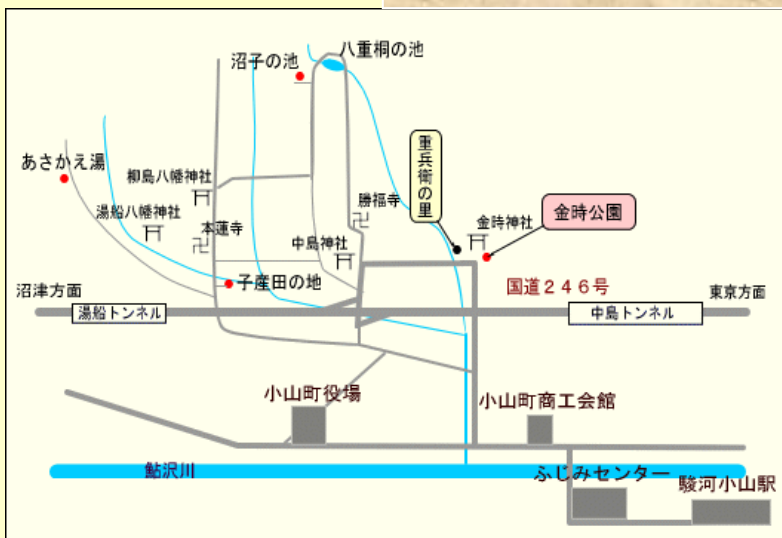 沼子の池
八重桐の池
あさかえ湯
柳島八幡神社
湯船八幡神社
本蓮寺
勝福寺
重兵衛の里
金時神社
金時公園
中島神社
子産田の地
国道２４６号
沼津方面
東京方面
湯船トンネル
中島トンネル
小山町役場
小山町商工会館
鮎沢川
ふじみセンター
駿河小山駅